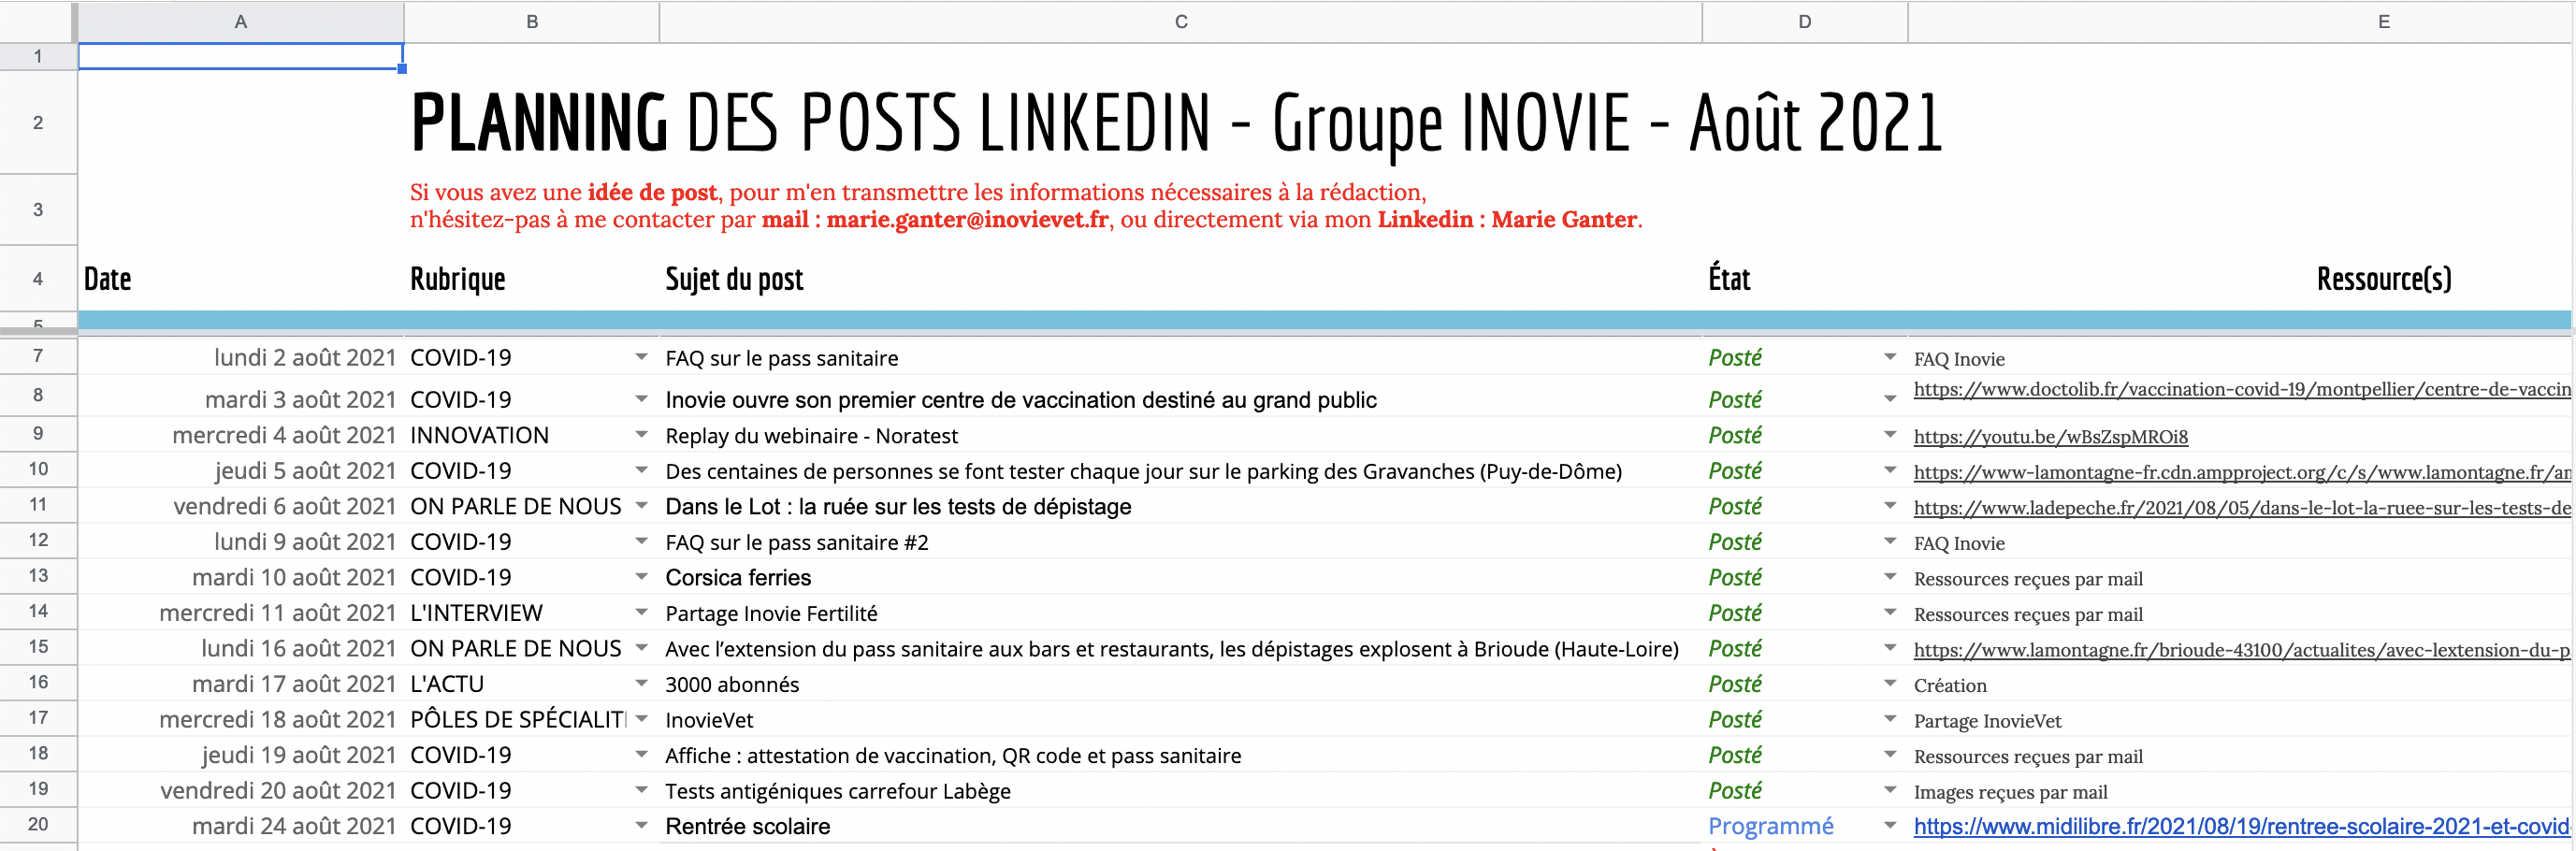 A B C D E
1
2 PLANNING DES POSTS LINKEDIN - Groupe INOVIE - Août 2021
3 Si vous avez une idée de post, pour m'en transmettre les informations nécessaires à la rédaction,
n'hésitez-pas à me contacter par mail : marie.ganter@inovievet.fr, ou directement via mon Linkedin : Marie Ganter.
4 Date Rubrique Sujet du post État Ressource(s)
5
7 lundi 2 août 2021 COVID-19 FAQ sur le pass sanitaire Posté FAQ Inovie
8 mardi 3 août 2021 COVID-19 Inovie ouvre son premier centre de vaccination destiné au grand public Posté https://www.doctolib.fr/vaccination-covid-19/montpellier/centre-de-vaccin
9 mercredi 4 août 2021 INNOVATION Replay du webinaire - Noratest Posté https://youtu.be/wBsZspMROi8
10 jeudi 5 août 2021 COVID-19 Des centaines de personnes se font tester chaque jour sur le parking des Gravanches (Puy-de-Dôme) Posté https://www-lamontagne-fr.cdn.ampproject.org/c/s/www.lamontagne.fr/an
11 vendredi 6 août 2021 ON PARLE DE NOUS Dans le Lot : la ruée sur les tests de dépistage Posté https://www.ladepeche.fr/2021/08/05/dans-le-lot-la-ruee-sur-les-tests-de
12 lundi 9 août 2021 COVID-19 FAQ sur le pass sanitaire #2 Posté FAQ Inovie
13 mardi 10 août 2021 COVID-19 Corsica ferries Posté Ressources reçues par mail
14 mercredi 11 août 2021 L'INTERVIEW Partage Inovie Fertilité Posté Ressources reçues par mail
15 lundi 16 août 2021 ON PARLE DE NOUS Avec l’extension du pass sanitaire aux bars et restaurants, les dépistages explosent à Brioude (Haute-Loire) Posté https://www.lamontagne.fr/brioude-43100/actualites/avec-lextension-du-p
16 mardi 17 août 2021 L'ACTU 3000 abonnés Posté Création
17 mercredi 18 août 2021 PÔLES DE SPÉCIALIT InovieVet Posté Partage InovieVet
18 jeudi 19 août 2021 COVID-19 Affiche : attestation de vaccination, QR code et pass sanitaire Posté Ressources reçues par mail
19 vendredi 20 août 2021 COVID-19 Tests antigéniques carrefour Labège Posté Images reçues par mail
20 mardi 24 août 2021 COVID-19 Rentrée scolaire Programmé https://www.midilibre.fr/2021/08/19/rentree-scolaire-2021-et-covid